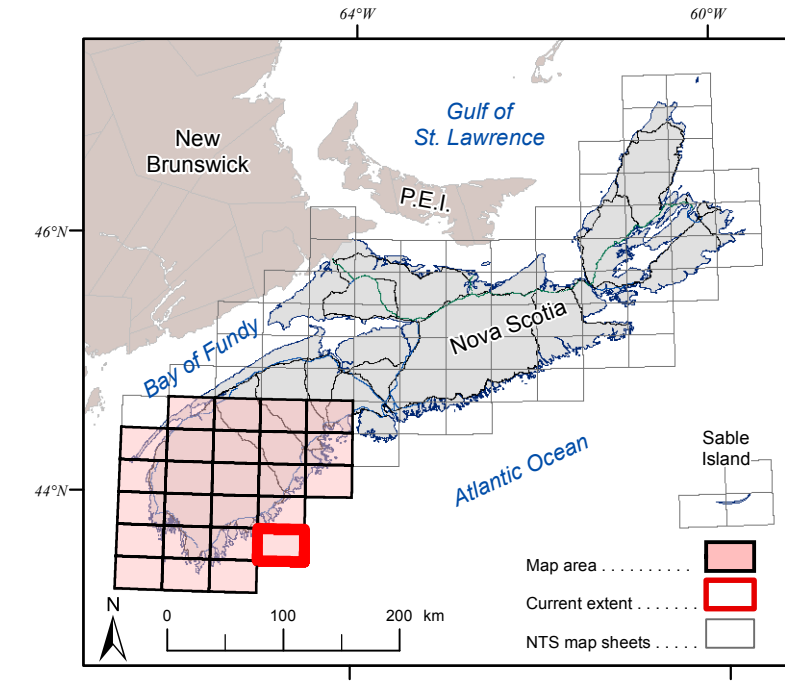 64°W
60°W
Gulf of
St. Lawrence
New
Brunswick
P.E.I.
46°N
Nova Scotia
Bay of Fundy
Sable
Island
Atlantic Ocean
44°N
Map area . . . . . . . . . .
Current extent . . . . . . .
NTS map sheets . . . . .
N
0 100 200 km